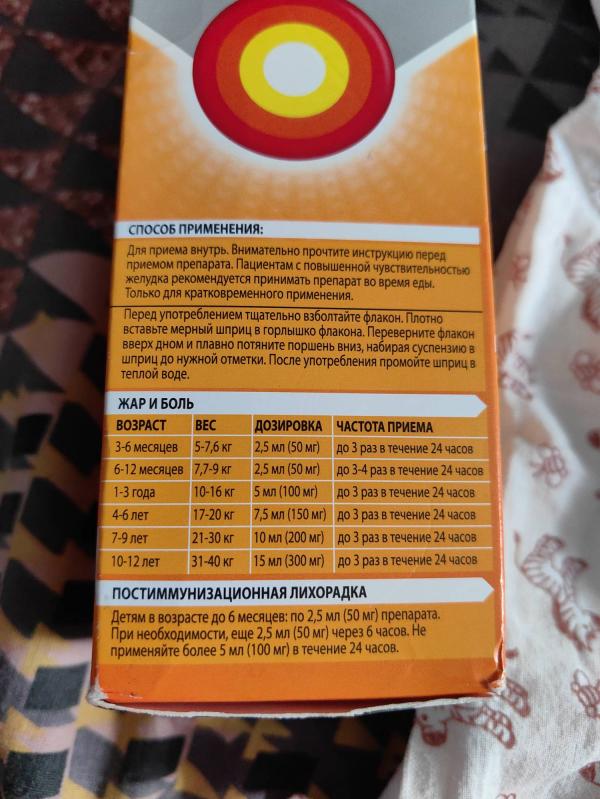 СПОСОБ ПРИМЕНЕНИЯ:
Для приема внутрь. Внимательно прочтите инструкцию перед
приемом препарата. Пациентам с повышенной чувствительностью
желудка рекомендуется принимать препарат во время еды.
Только для кратковременного применения.
Перед употреблением тщательно взболтайте флакон. Плотно
вставьте мерный шприц в горлышко флакона. Переверните флакон
вверх дном и плавно потяните поршень вниз, набирая суспензию в
шприц до нужной отметки. После употребления промойте шприц в
теплой воде.
ЖАР И БОЛЬ
ВОЗРАСТ ВЕС ДОЗИРОВКА ЧАСТОТА ПРИЕМА
3-6 месяцев 5-7,6 кг 2,5 мл (50 мг) до 3 раз в течение 24 часов
6-12 месяцев 7,7-9 кг 2,5 мл (50 мг) до 3-4 раз в течение 24 часов
1-3 года 10-16 кг 5 мл (100 мг) до 3 раз в течение 24 часов
4-6 лет 17-20 кг 7,5 мл (150 мг) до 3 раз в течение 24 часов
7-9 лет 21-30 кг 10 мл (200 мг) до 3 раз в течение 24 часов
10-12 лет 31-40 кг 15 мл (300 мг) до 3 раз в течение 24 часов
ПОСТИММУНИЗАЦИОННАЯ ЛИХОРАДКА
Детям в возрасте до 6 месяцев: по 2,5 мл (50 мг) препарата.
При необходимости, еще 2,5 мл (50 мг) через 6 часов. Не
применяйте более 5 мл (100 мг) в течение 24 часов.